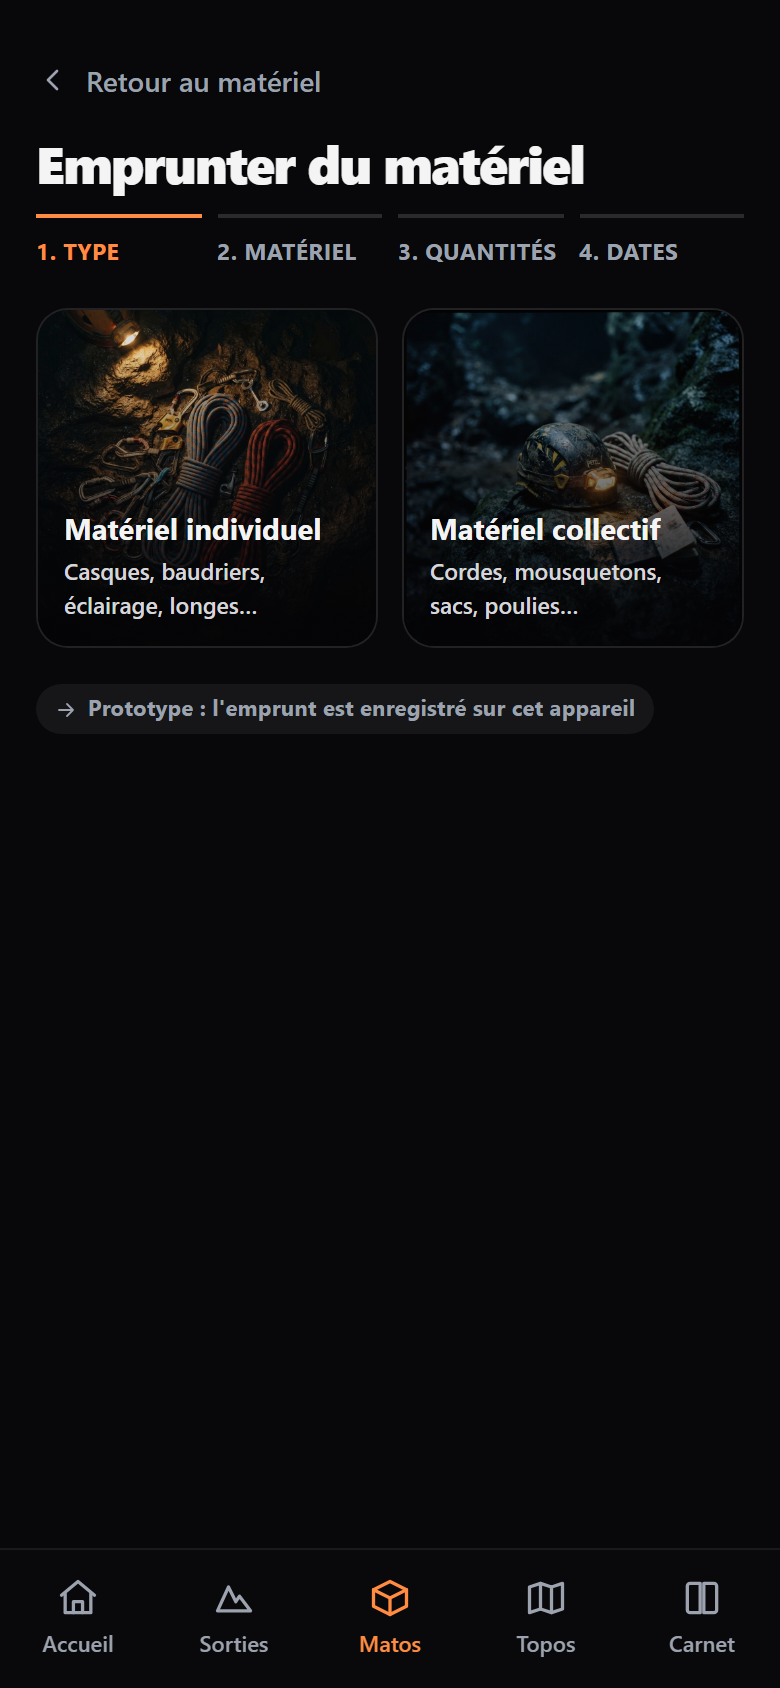 Retour au matériel
Emprunter du matériel
1. TYPE
2. MATÉRIEL
3. QUANTITÉS
4. DATES
Matériel individuel
Casques, baudriers,
éclairage, longes...
Matériel collectif
Cordes, mousquetons,
sacs, poulies...
→ Prototype : l'emprunt est enregistré sur cet appareil
Accueil
Sorties
Matos
Topos
Carnet